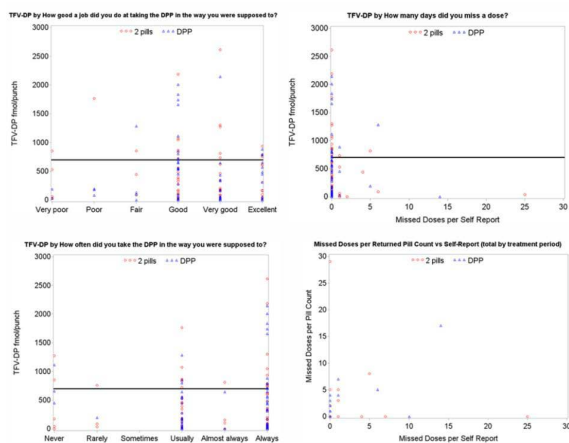 TFV-DP by How good a job did you do at taking the DPP in the way you were supposed to?
2 pills DPP
TFV-DP fmol/punch
3000
2500
2000
1500
1000
500
0
Very poor Poor Fair Good Very good Excellent
TFV-DP by How many days did you miss a dose?
2 pills DPP
TFV-DP fmol/punch
3000
2500
2000
1500
1000
500
0
0 5 10 15 20 25 30
Missed Doses per Self Report
TFV-DP by How often did you take the DPP in the way you were supposed to?
2 pills DPP
TFV-DP fmol/punch
3000
2500
2000
1500
1000
500
0
Never Rarely Sometimes Usually Almost always Always
Missed Doses per Returned Pill Count vs Self-Report (total by treatment period)
2 pills DPP
Missed Doses per Pill Count
30
25
20
15
10
5
0
0 5 10 15 20 25 30
Missed Doses per Self Report